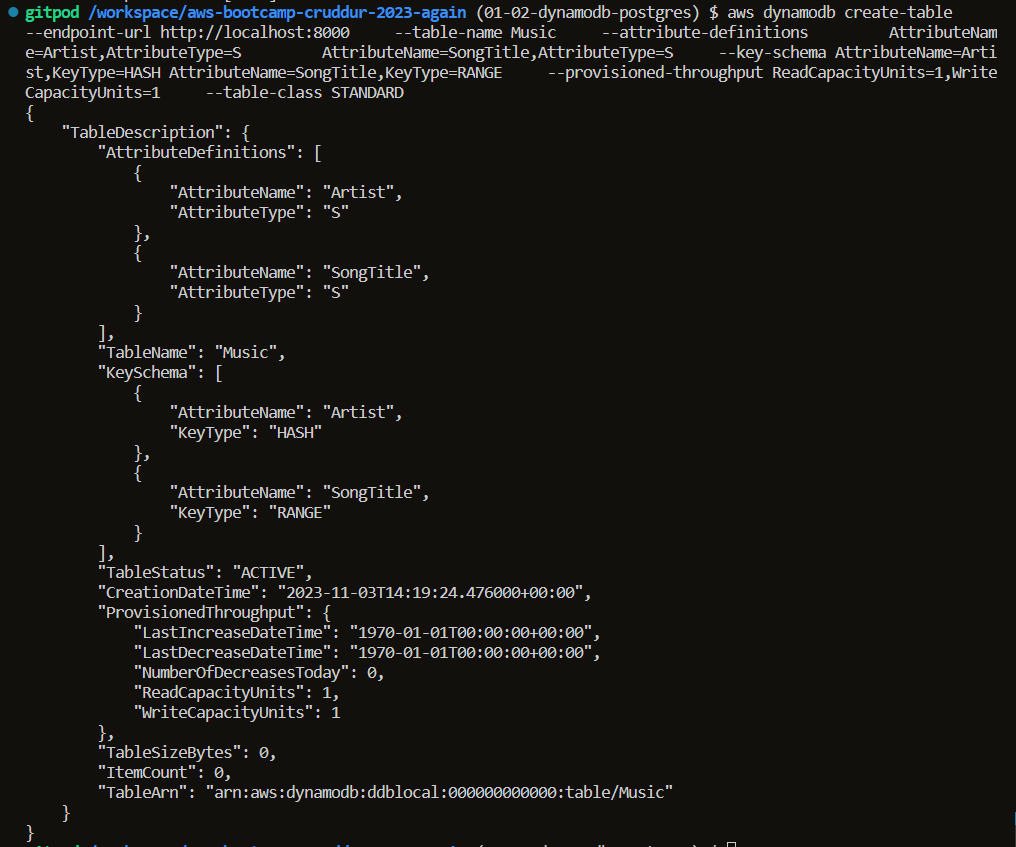 gitpod /workspace/aws-bootcamp-cruddur-2023-again (01-02-dynamodb-postgres) $ aws dynamodb create-table
--endpoint-url http://localhost:8000     --table-name Music     --attribute-definitions         AttributeNam
e=Artist,AttributeType=S         AttributeName=SongTitle,AttributeType=S     --key-schema AttributeName=Arti
st,KeyType=HASH AttributeName=SongTitle,KeyType=RANGE     --provisioned-throughput ReadCapacityUnits=1,Write
CapacityUnits=1     --table-class STANDARD
{
    "TableDescription": {
        "AttributeDefinitions": [
            {
                "AttributeName": "Artist",
                "AttributeType": "S"
            },
            {
                "AttributeName": "SongTitle",
                "AttributeType": "S"
            }
        ],
        "TableName": "Music",
        "KeySchema": [
            {
                "AttributeName": "Artist",
                "KeyType": "HASH"
            },
            {
                "AttributeName": "SongTitle",
                "KeyType": "RANGE"
            }
        ],
        "TableStatus": "ACTIVE",
        "CreationDateTime": "2023-11-03T14:19:24.476000+00:00",
        "ProvisionedThroughput": {
            "LastIncreaseDateTime": "1970-01-01T00:00:00+00:00",
            "LastDecreaseDateTime": "1970-01-01T00:00:00+00:00",
            "NumberOfDecreasesToday": 0,
            "ReadCapacityUnits": 1,
            "WriteCapacityUnits": 1
        },
        "TableSizeBytes": 0,
        "ItemCount": 0,
        "TableArn": "arn:aws:dynamodb:ddblocal:000000000000:table/Music"
    }
}